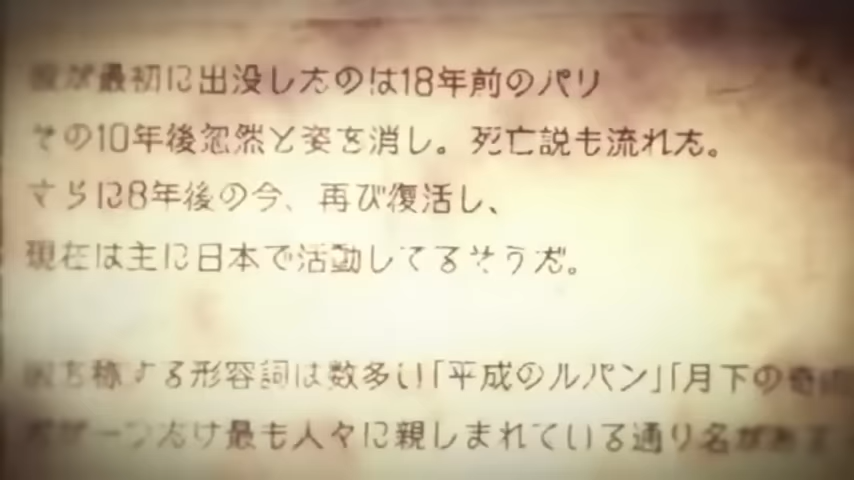 彼が最初に出没したのは18年前のパリ
その10年後忽然と姿を消し。死亡説も流れた。
さらに8年後の今、再び復活し、
現在は主に日本で活動してるそうだ。
彼を称する形容詞は数多い「平成のルパン」「月下の奇
だが一つだけ最も人々に親しまれている通り名がある